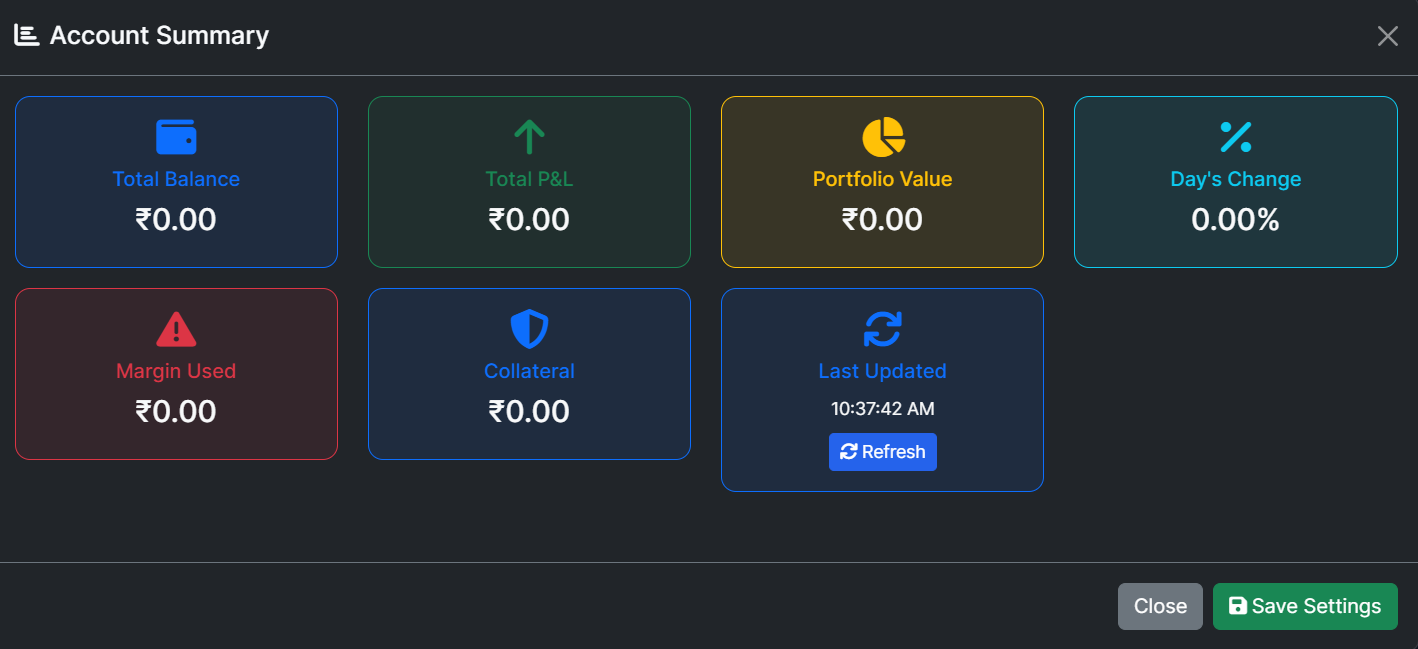 Account Summary
Total Balance
₹0.00
Total P&L
₹0.00
Portfolio Value
₹0.00
Day's Change
0.00%
Margin Used
₹0.00
Collateral
₹0.00
Last Updated
10:37:42 AM
Refresh
Close
Save Settings